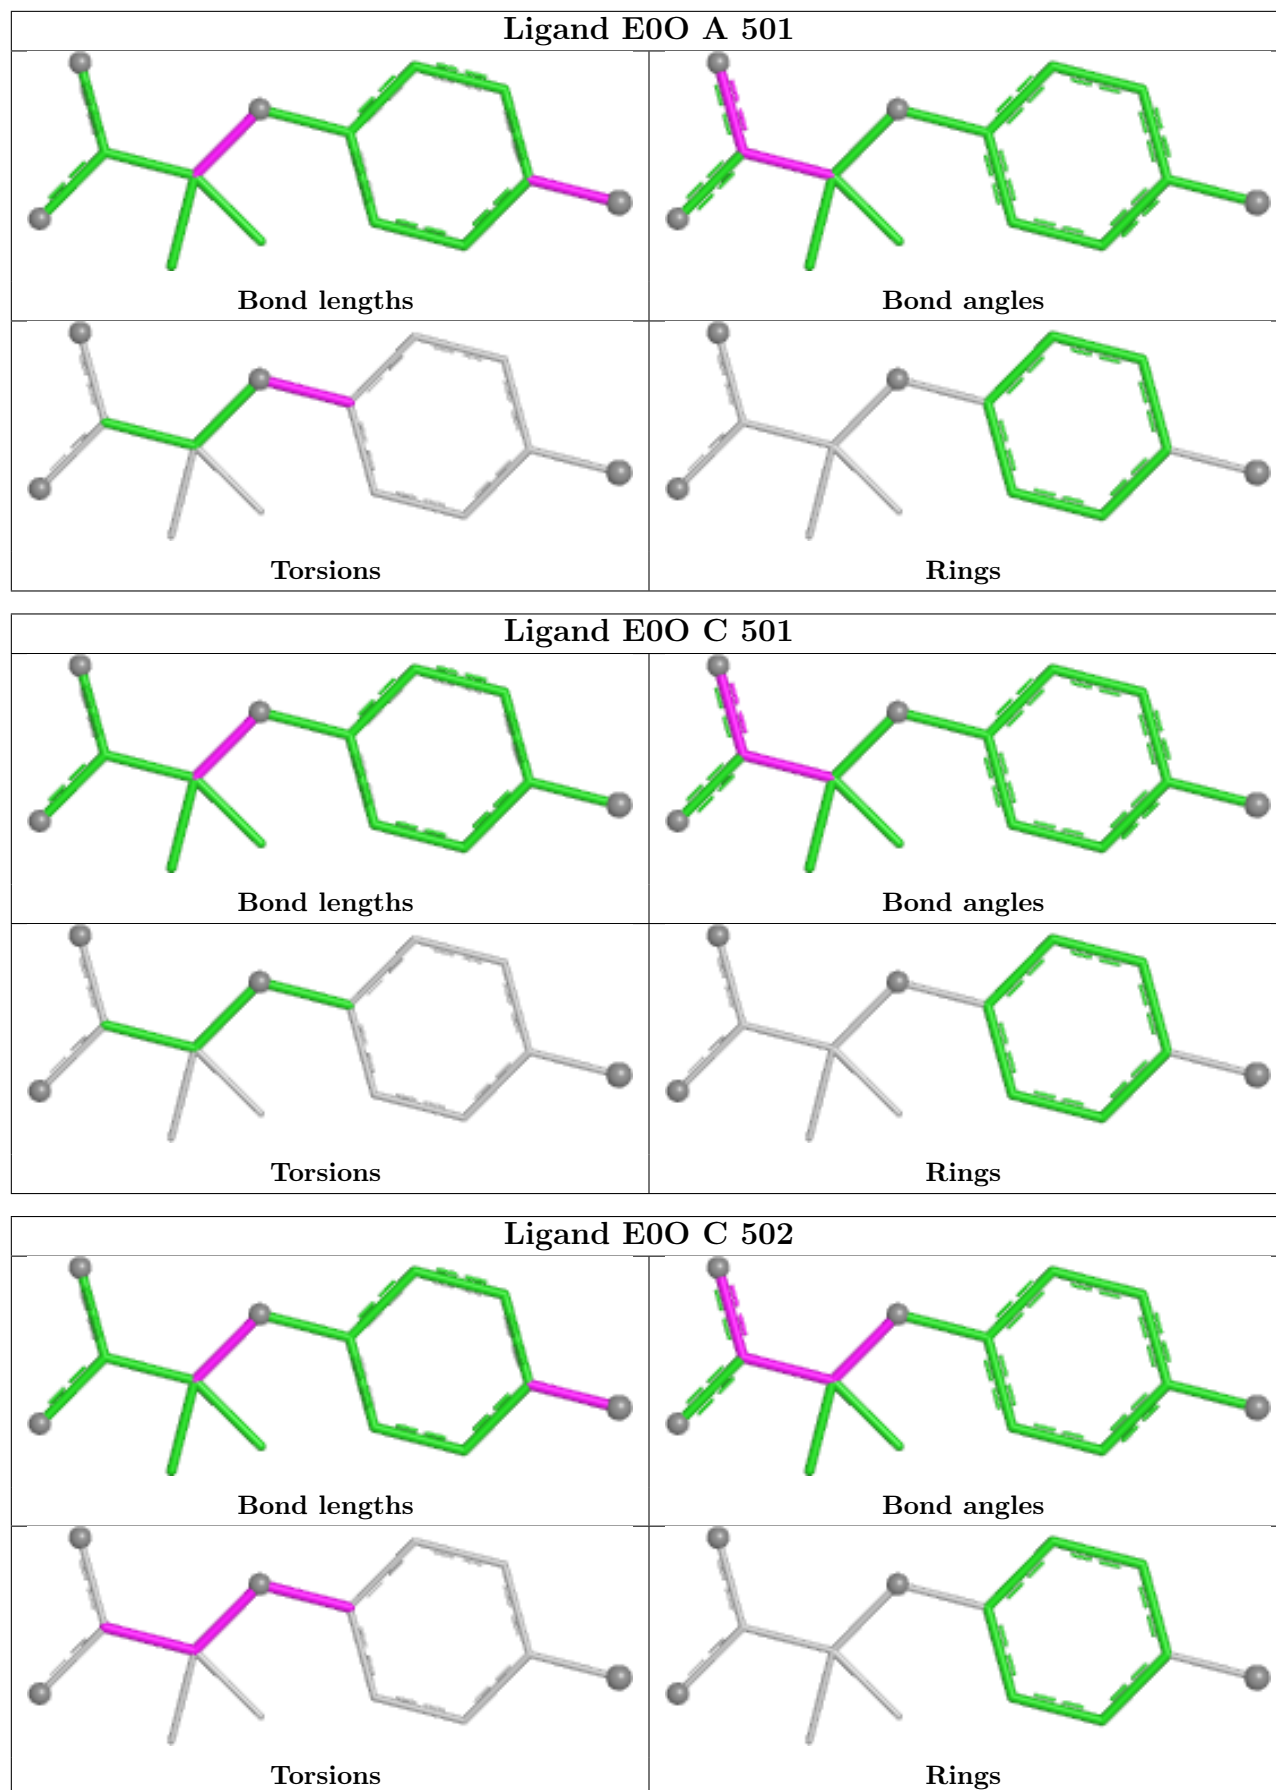 Ligand E0O A 501
Bond lengths
Bond angles
Torsions
Rings
Ligand E0O C 501
Bond lengths
Bond angles
Torsions
Rings
Ligand E0O C 502
Bond lengths
Bond angles
Torsions
Rings